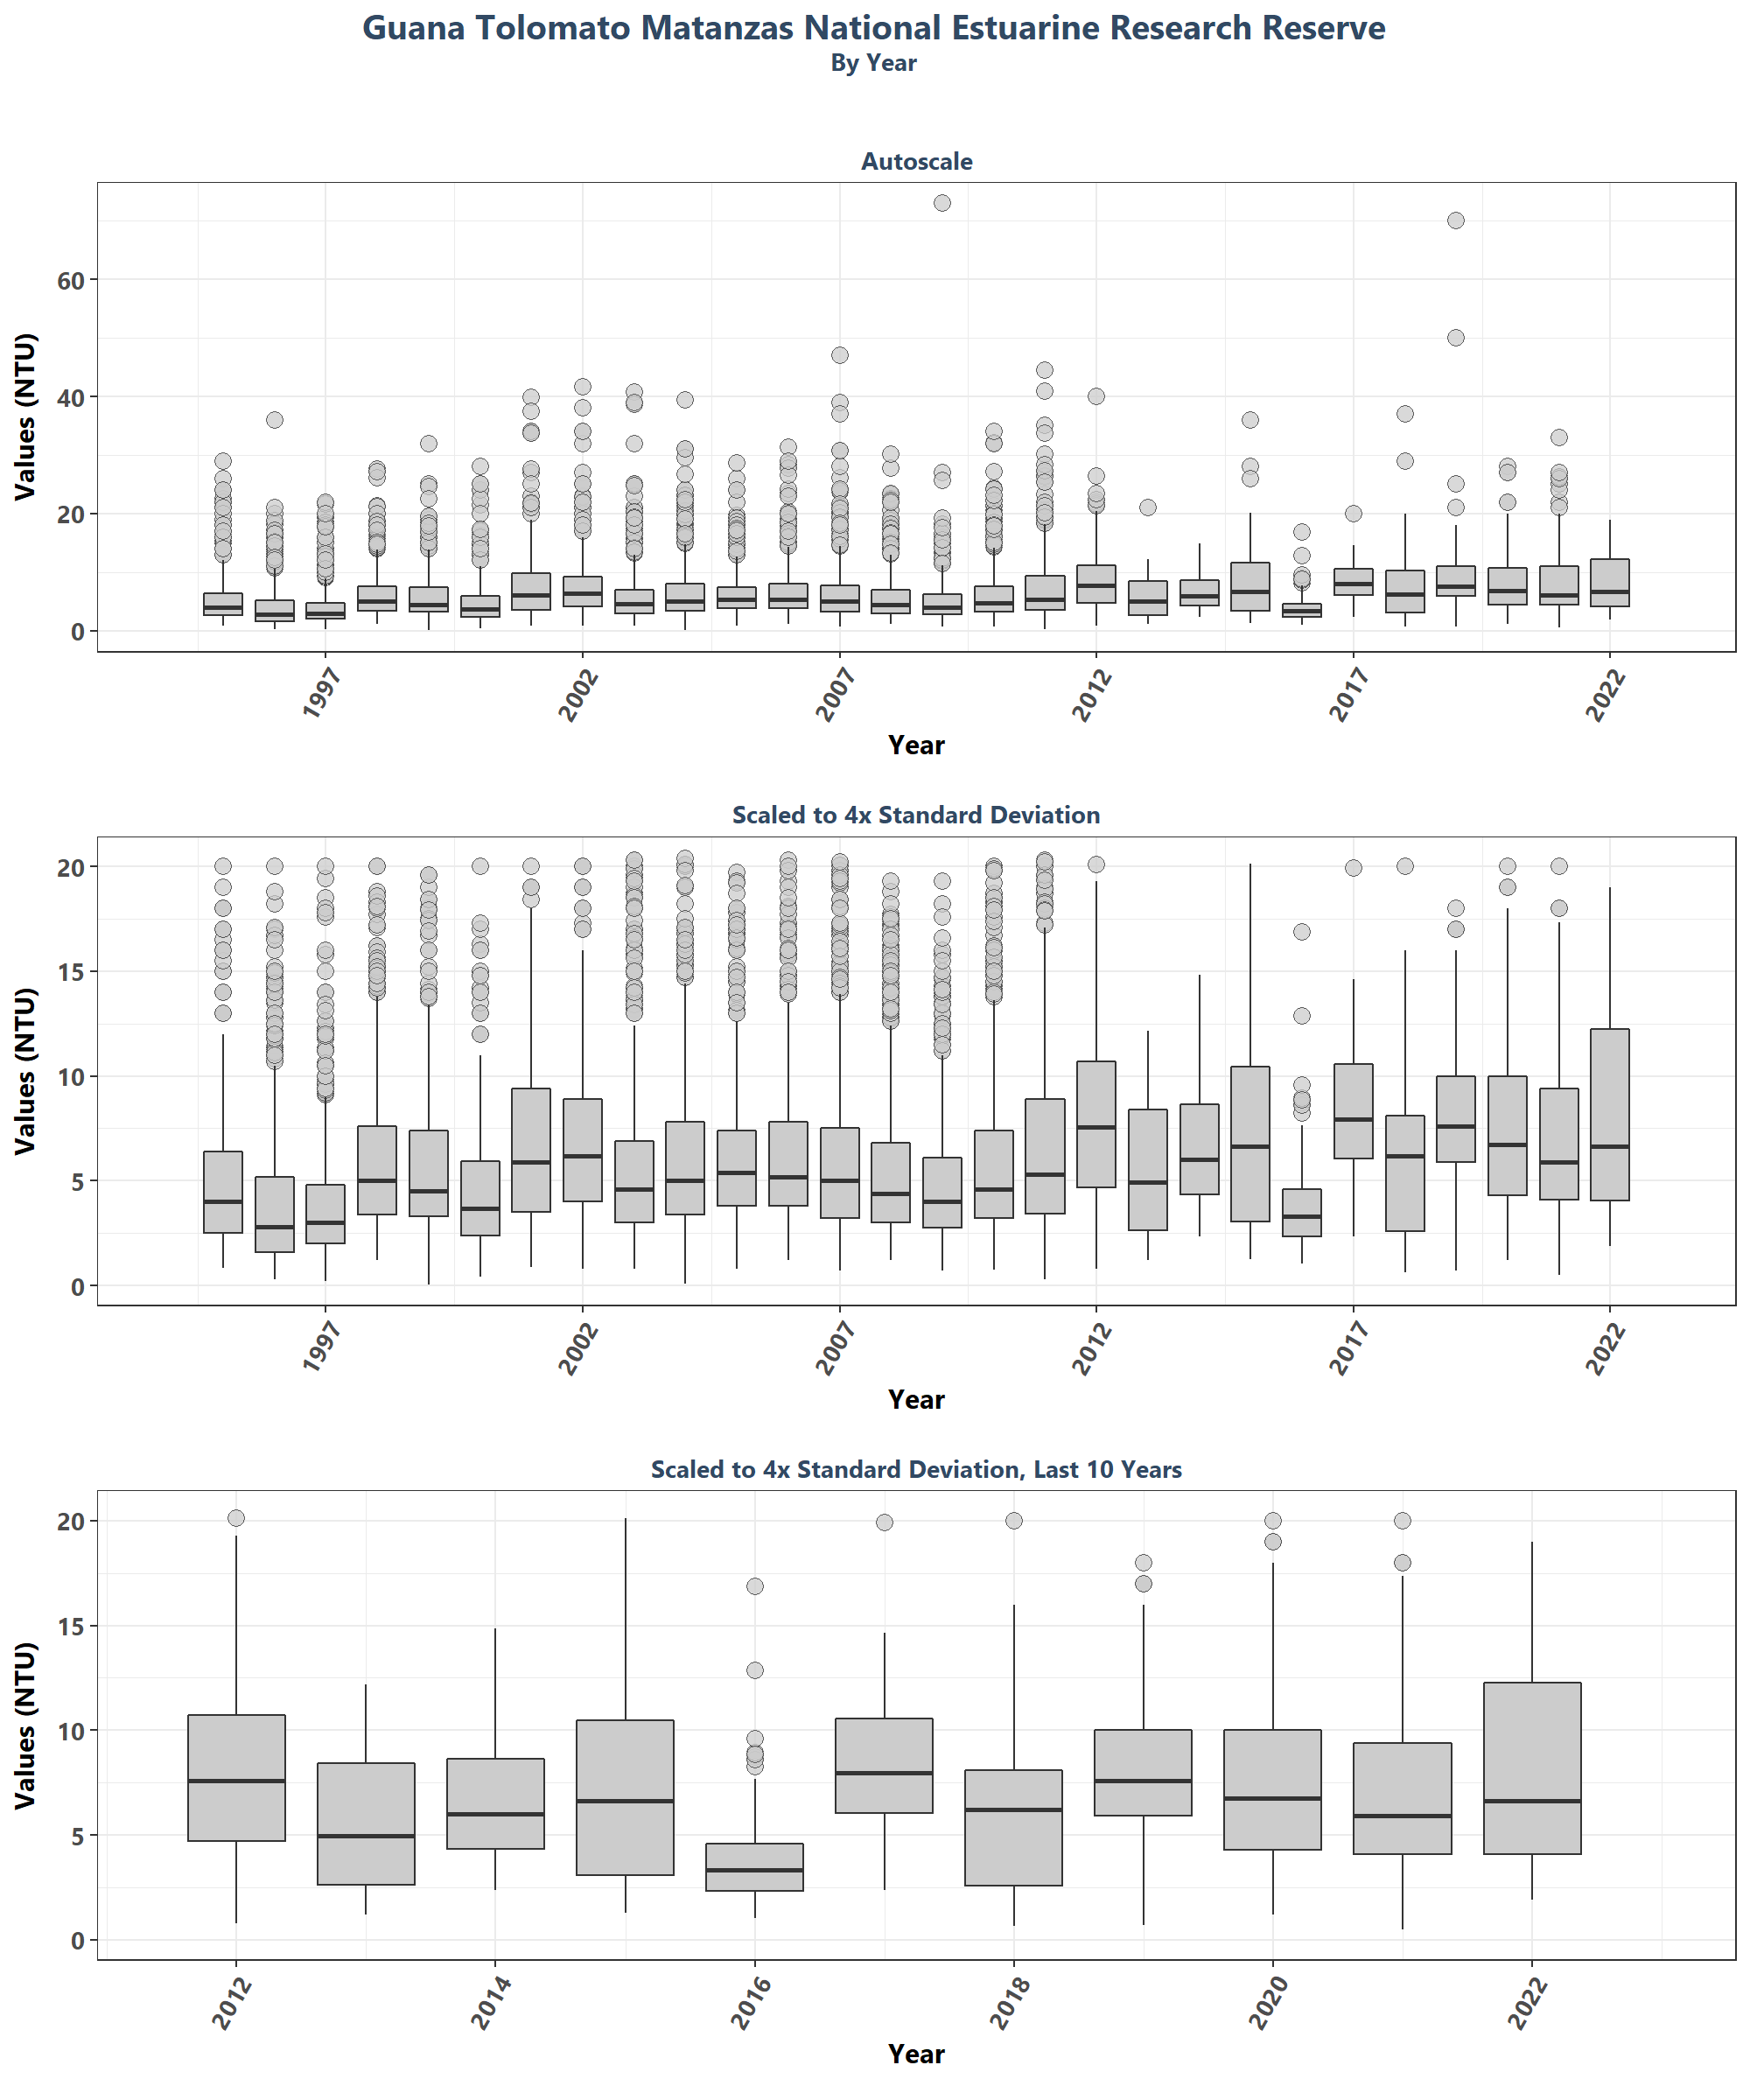 Guana Tolomato Matanzas National Estuarine Research Reserve
By Year
Autoscale
Values (NTU)
60
40
20
0
1997
2002
2007
2012
2017
2022
Year
Scaled to 4x Standard Deviation
Values (NTU)
20
15
10
5
0
1997
2002
2007
2012
2017
2022
Year
Scaled to 4x Standard Deviation, Last 10 Years
Values (NTU)
20
15
10
5
0
2012
2014
2016
2018
2020
2022
Year